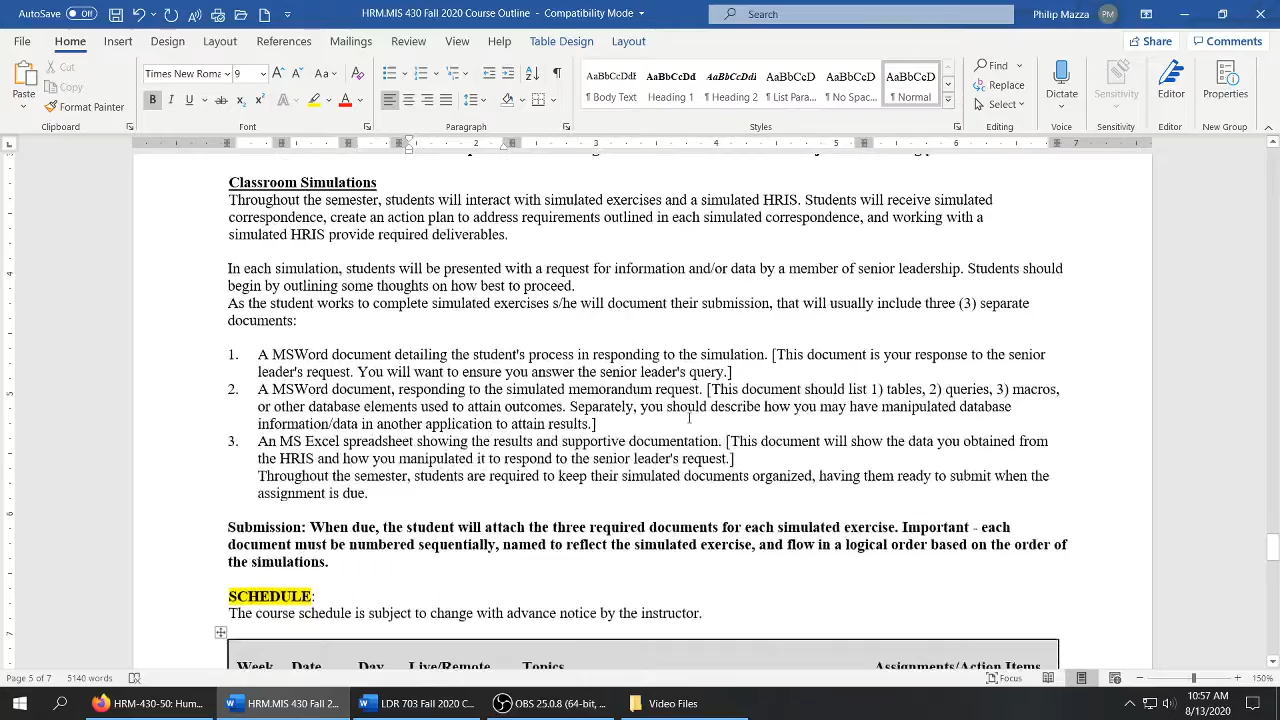 AutoSave Off HRM.MIS 430 Fall 2020 Course - Compatibility Mode Search Philip Mazza PM
File Home Insert Draw Design Layout References Mailings Review View Help Table Design Layout Share Comments
Paste Cut Copy Format Painter
Clipboard
Times New Roma 9 A A Aa A
B I U ab x₂ x² A A
Font
Paragraph
AaBbCcDdE AaBbCcDd AaBbCcDdi AaBbCcD AaBbCcD AaBbCcD
¶ Body Text Heading 1 ¶ Heading 2 ¶ List Para... ¶ No Spac... ¶ Normal
Styles
Find Replace Select
Editing
Dictate
Voice
Sensitivity
Sensitivity
Editor
Editor
Properties
New Group
2 3 4 5 6 7
Classroom Simulations
Throughout the semester, students will interact with simulated exercises and a simulated HRIS. Students will receive simulated
correspondence, create an action plan to address requirements outlined in each simulated correspondence, and working with a
simulated HRIS provide required deliverables.
In each simulation, students will be presented with a request for information and/or data by a member of senior leadership. Students should
begin by outlining some thoughts on how best to proceed.
As the student works to complete simulated exercises s/he will document their submission, that will usually include three (3) separate
documents:
1. A MSWord document detailing the student's process in responding to the simulation. [This document is your response to the senior
leader's request. You will want to ensure you answer the senior leader's query.]
2. A MSWord document, responding to the simulated memorandum request. [This document should list 1) tables, 2) queries, 3) macros,
or other database elements used to attain outcomes. Separately, you should describe how you may have manipulated database
information/data in another application to attain results.]
3. An MS Excel spreadsheet showing the results and supportive documentation. [This document will show the data you obtained from
the HRIS and how you manipulated it to respond to the senior leader's request.]
Throughout the semester, students are required to keep their simulated documents organized, having them ready to submit when the
assignment is due.
Submission: When due, the student will attach the three required documents for each simulated exercise. Important - each
document must be numbered sequentially, named to reflect the simulated exercise, and flow in a logical order based on the order of
the simulations.
SCHEDULE:
The course schedule is subject to change with advance notice by the instructor.
Week Date Day Live/Remote Topics Assignments/Action Items
Page 5 of 7 5140 words Focus 150%
HRM-430-50: Hum... HRM.MIS 430 Fall 2... LDR 703 Fall 2020 C... OBS 25.0.8 (64-bit, ... Video Files
10:57 AM
8/13/2020